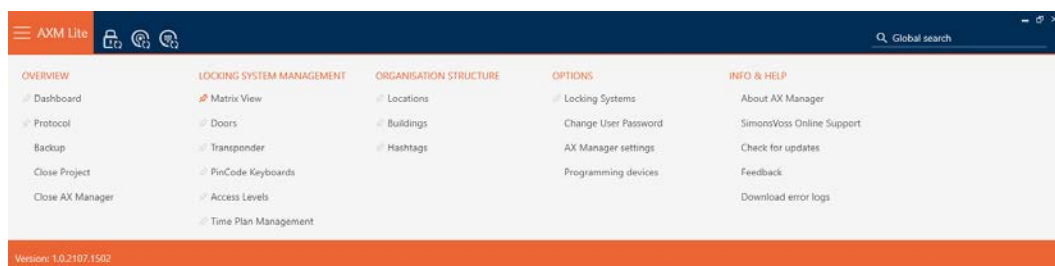 AXM Lite
Global search
OVERVIEW
Dashboard
Protocol
Backup
Close Project
Close AX Manager
LOCKING SYSTEM MANAGEMENT
Matrix View
Doors
Transponder
PinCode Keyboards
Access Levels
Time Plan Management
ORGANISATION STRUCTURE
Locations
Buildings
Hashtags
OPTIONS
Locking Systems
Change User Password
AX Manager settings
Programming devices
INFO & HELP
About AX Manager
SimonsVoss Online Support
Check for updates
Feedback
Download error logs
Version: 1.0.2107.1502